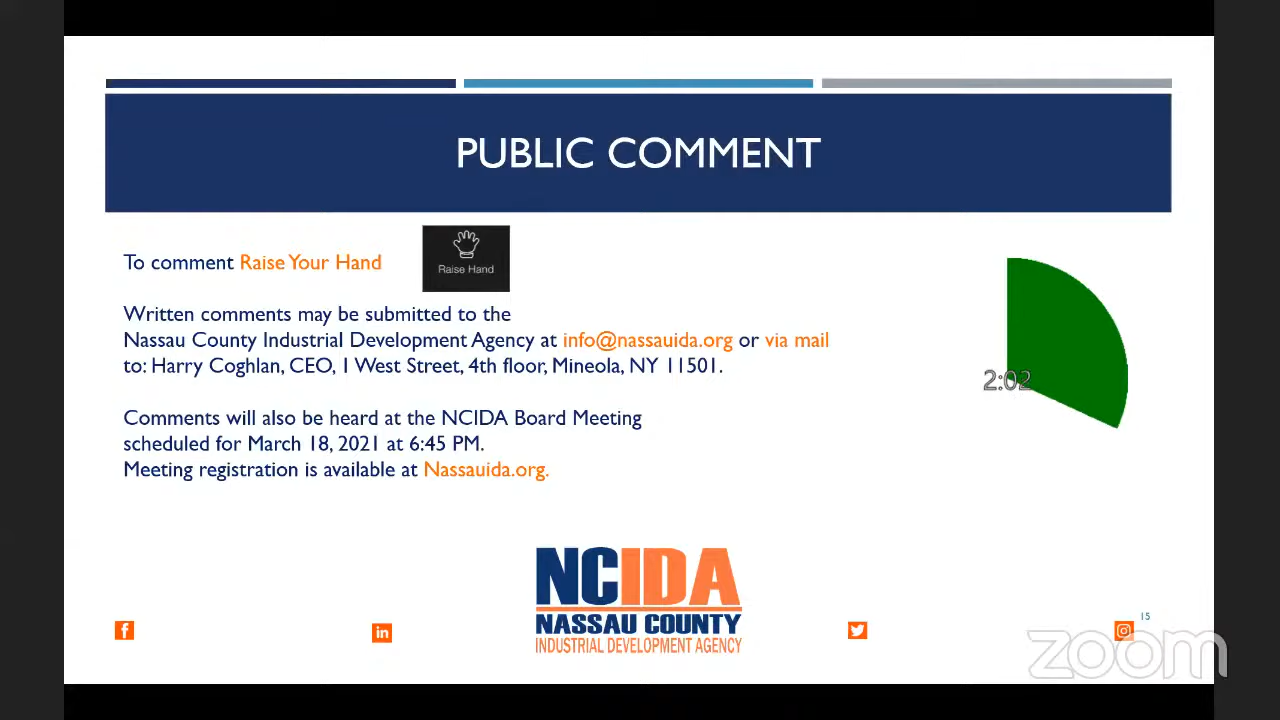 PUBLIC COMMENT
To comment Raise Your Hand
Raise Hand
Written comments may be submitted to the
Nassau County Industrial Development Agency at info@nassauida.org or via mail
to: Harry Coghlan, CEO, 1 West Street, 4th floor, Mineola, NY 11501.
2:02
Comments will also be heard at the NCIDA Board Meeting
scheduled for March 18, 2021 at 6:45 PM.
Meeting registration is available at Nassauida.org.
NCIDA
NASSAU COUNTY
INDUSTRIAL DEVELOPMENT AGENCY
f
in
15
zoom